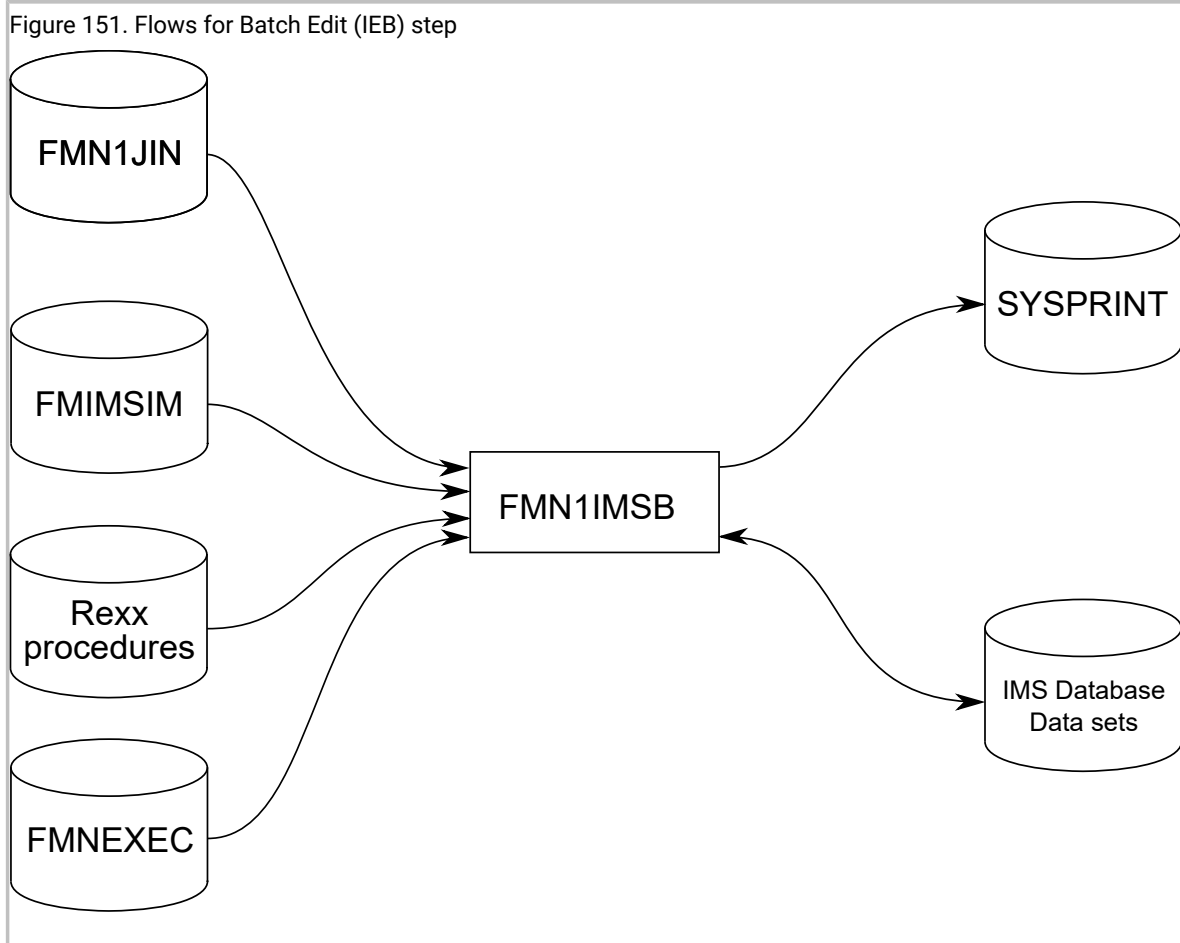 Figure 151. Flows for Batch Edit (IEB) step
FMN1JIN
FMIMSIM
Rexx
procedures
FMNEXEC
FMN1IMSB
SYSPRINT
IMS Database
Data sets